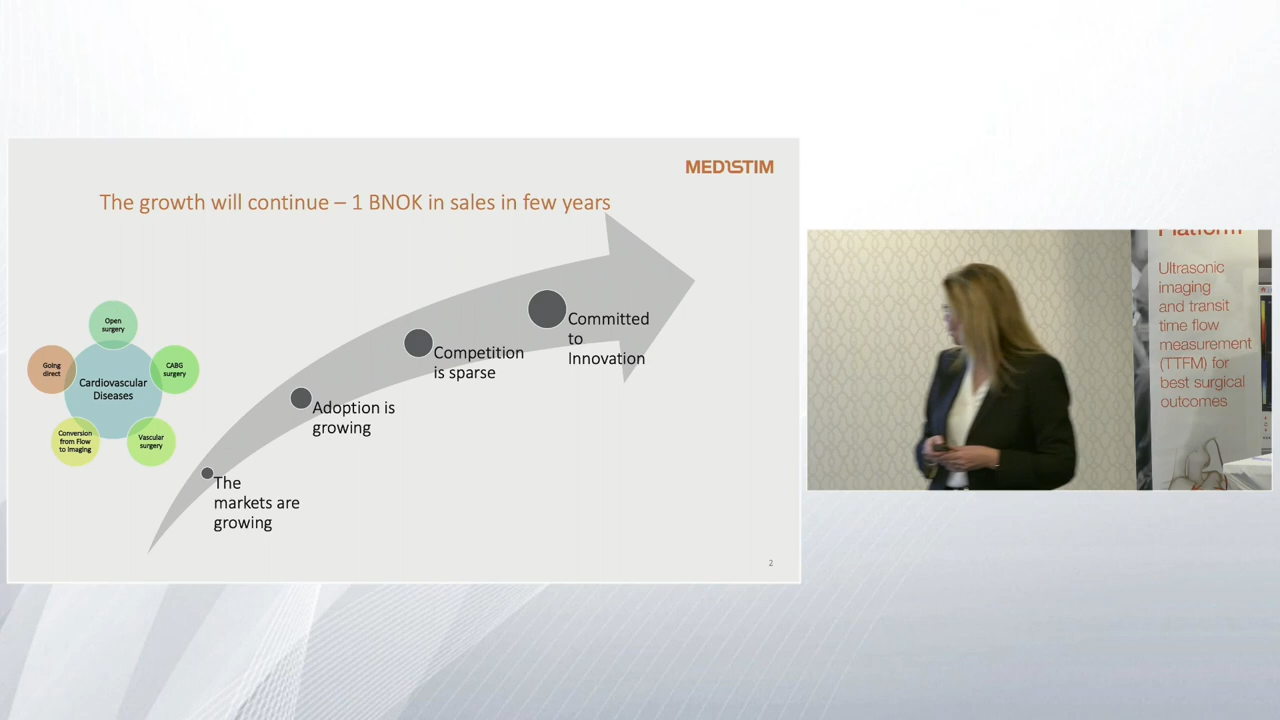 MEDISTIM
The growth will continue – 1 BNOK in sales in few years
Open
surgery
Going
direct
CABG
surgery
Cardiovascular
Diseases
Conversion
from Flow
to Imaging
Vascular
surgery
The
markets are
growing
Adoption is
growing
Competition
is sparse
Committed
to
Innovation
2
Platform
Ultrasonic
imaging
and transit
time flow
measurement
(TTFM) for
best surgical
outcomes